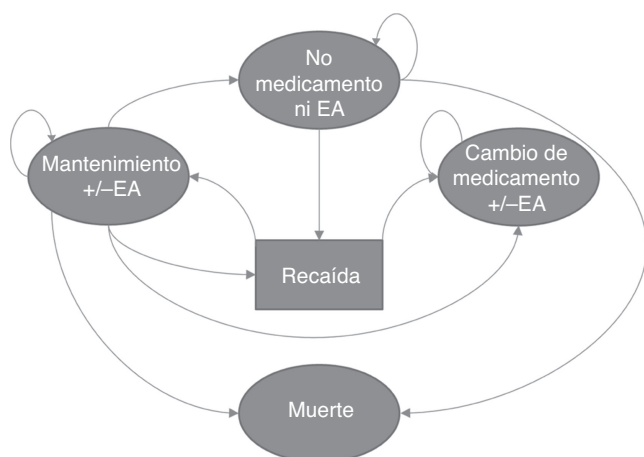 No
medicamento
ni EA
Mantenimiento
+/–EA
Cambio de
medicamento
+/–EA
Recaída
Muerte